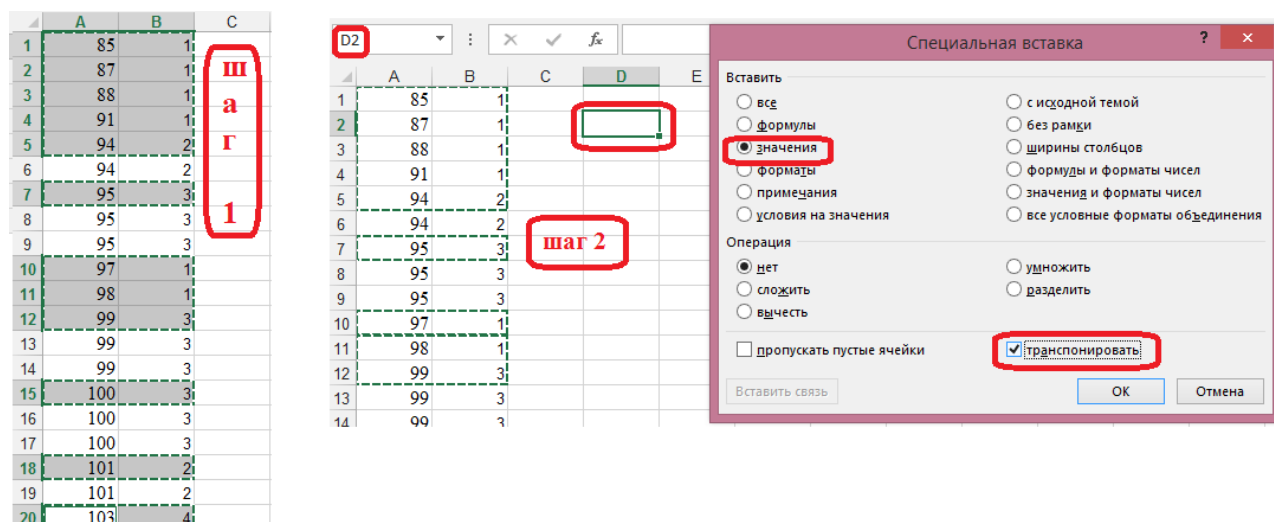 A B C
1 85 1
2 87 1
3 88 1
4 91 1
5 94 2
6 94 2
7 95 3
8 95 3
9 95 3
10 97 1
11 98 1
12 99 3
13 99 3
14 99 3
15 100 3
16 100 3
17 100 3
18 101 2
19 101 2
20 103 4
ш
а
г
1
D2 fx
A B C D E
1 85 1
2 87 1
3 88 1
4 91 1
5 94 2
6 94 2
7 95 3
8 95 3
9 95 3
10 97 1
11 98 1
12 99 3
13 99 3
14 99 3
шаг 2
Специальная вставка ? ×
Вставить
все
формулы
значения
форматы
примечания
условия на значения
с исходной темой
без рамки
ширины столбцов
формулы и форматы чисел
значения и форматы чисел
все условные форматы объединения
Операция
нет
сложить
вычесть
умножить
разделить
пропускать пустые ячейки
транспонировать
Вставить связь
ОК
Отмена